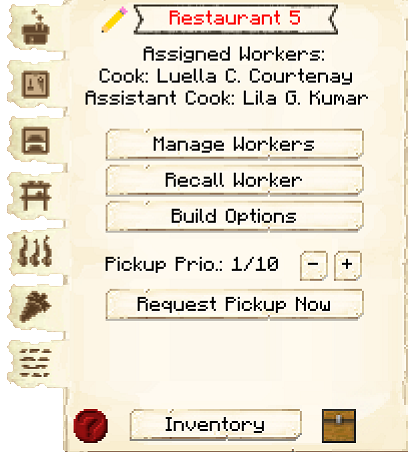 Restaurant 5
Assigned Workers:
Cook: Luella C. Courtenay
Assistant Cook: Lila G. Kumar
Manage Workers
Recall Worker
Build Options
Pickup Prio.: 1/10 - +
Request Pickup Now
Inventory